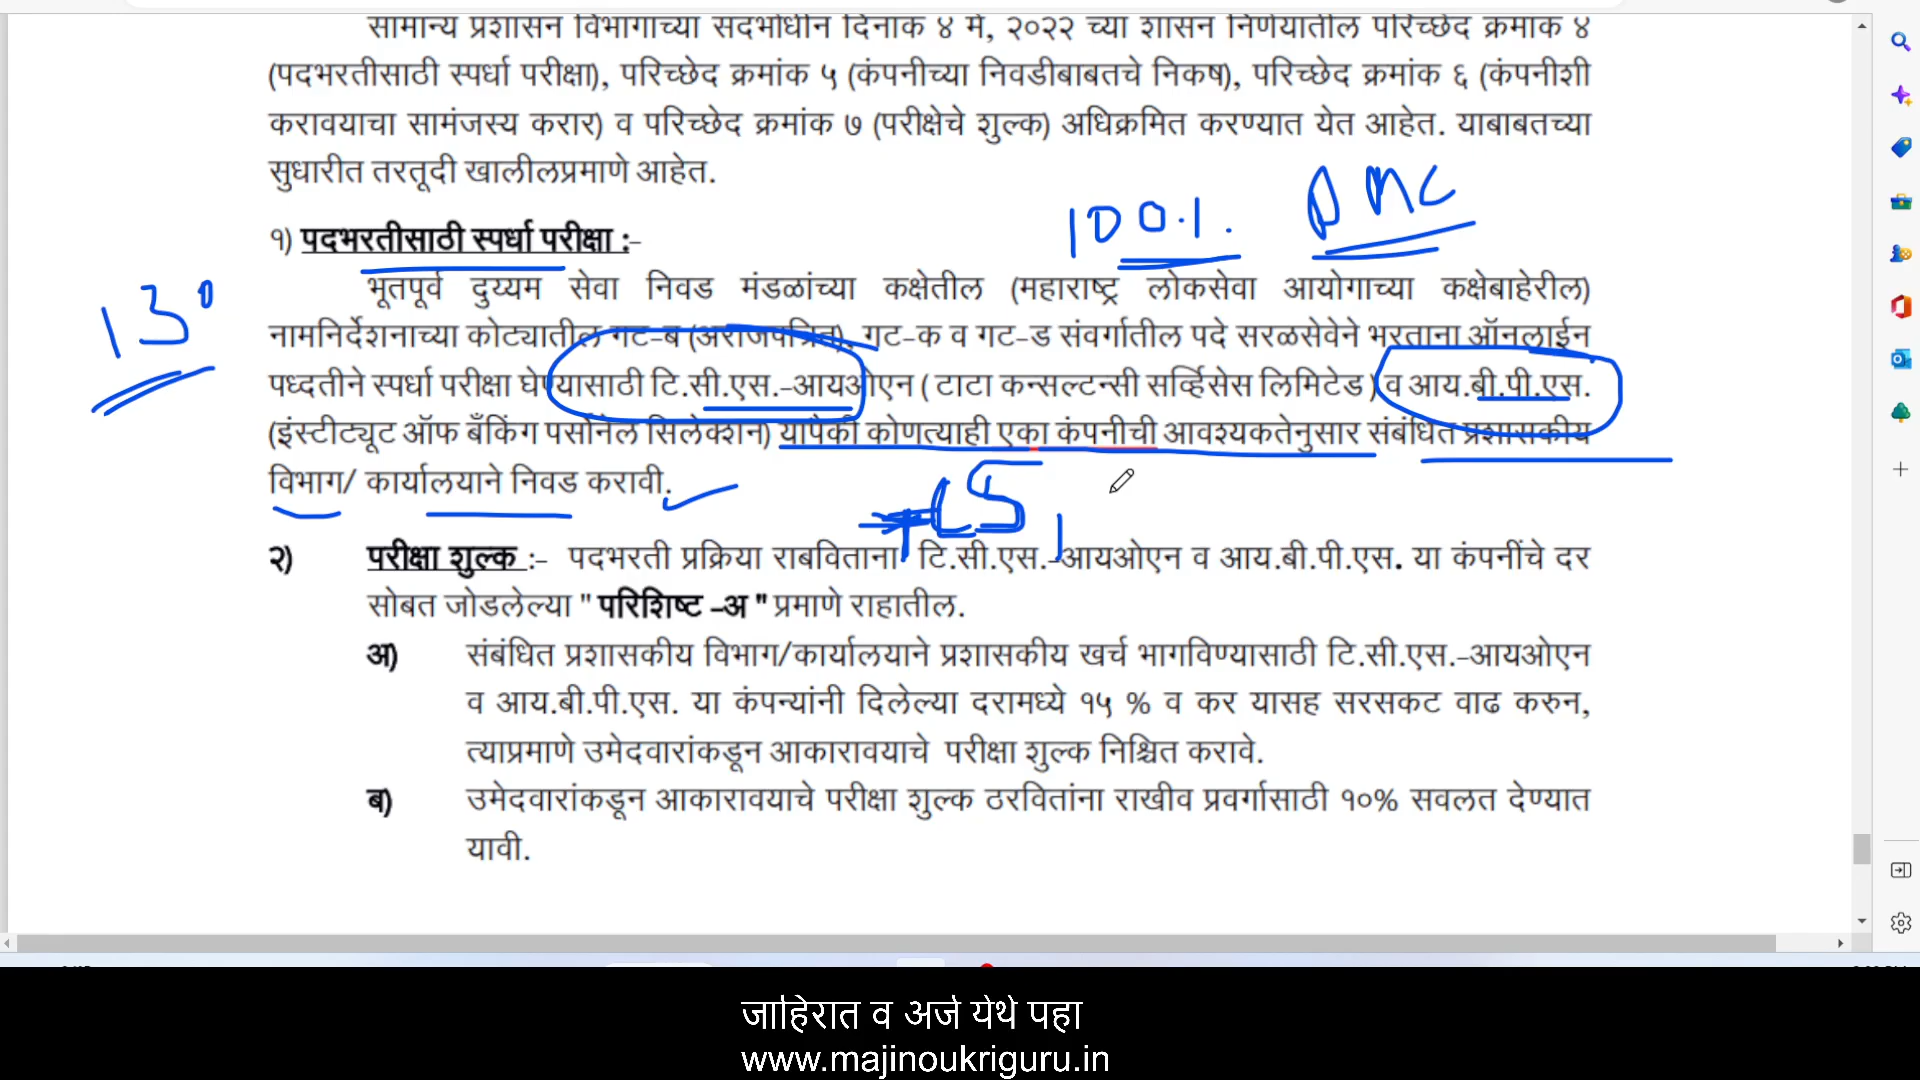 सामान्य प्रशासन विभागाच्या संदर्भाधीन दिनांक ४ मे, २०२२ च्या शासन निर्णयातील परिच्छेद क्रमांक ४
(पदभरतीसाठी स्पर्धा परीक्षा), परिच्छेद क्रमांक ५ (कंपनीच्या निवडीबाबतचे निकष), परिच्छेद क्रमांक ६ (कंपनीशी
करावयाचा सामंजस्य करार) व परिच्छेद क्रमांक ७ (परीक्षेचे शुल्क) अधिक्रमित करण्यात येत आहेत. याबाबतच्या
सुधारीत तरतूदी खालीलप्रमाणे आहेत.
100%.
१) पदभरतीसाठी स्पर्धा परीक्षा :-
भूतपूर्व दुय्यम सेवा निवड मंडळांच्या कक्षेतील (महाराष्ट्र लोकसेवा आयोगाच्या कक्षेबाहेरील)
नामनिर्देशनाच्या कोट्यातील गट-ब (अराजपत्रित), गट-क व गट-ड संवर्गातील पदे सरळसेवेने भरताना ऑनलाईन
पध्दतीने स्पर्धा परीक्षा घेण्यासाठी टि.सी.एस.-आयओएन ( टाटा कन्सल्टन्सी सर्व्हिसेस लिमिटेड ) व आय.बी.पी.एस.
(इंस्टीट्यूट ऑफ बँकिंग पर्सोनेल सिलेक्शन) यापैकी कोणत्याही एका कंपनीची आवश्यकतेनुसार संबंधित प्रशासकीय
विभाग/ कार्यालयाने निवड करावी.
२) परीक्षा शुल्क :- पदभरती प्रक्रिया राबविताना टि.सी.एस.-आयओएन व आय.बी.पी.एस. या कंपनींचे दर
सोबत जोडलेल्या " परिशिष्ट -अ " प्रमाणे राहातील.
अ) संबंधित प्रशासकीय विभाग/कार्यालयाने प्रशासकीय खर्च भागविण्यासाठी टि.सी.एस.-आयओएन
व आय.बी.पी.एस. या कंपन्यांनी दिलेल्या दरामध्ये १५ % व कर यासह सरसकट वाढ करुन,
त्याप्रमाणे उमेदवारांकडून आकारावयाचे परीक्षा शुल्क निश्चित करावे.
ब) उमेदवारांकडून आकारावयाचे परीक्षा शुल्क ठरवितांना राखीव प्रवर्गासाठी १०% सवलत देण्यात
यावी.
जाहिरात व अर्ज येथे पहा
www.majinoukriguru.in